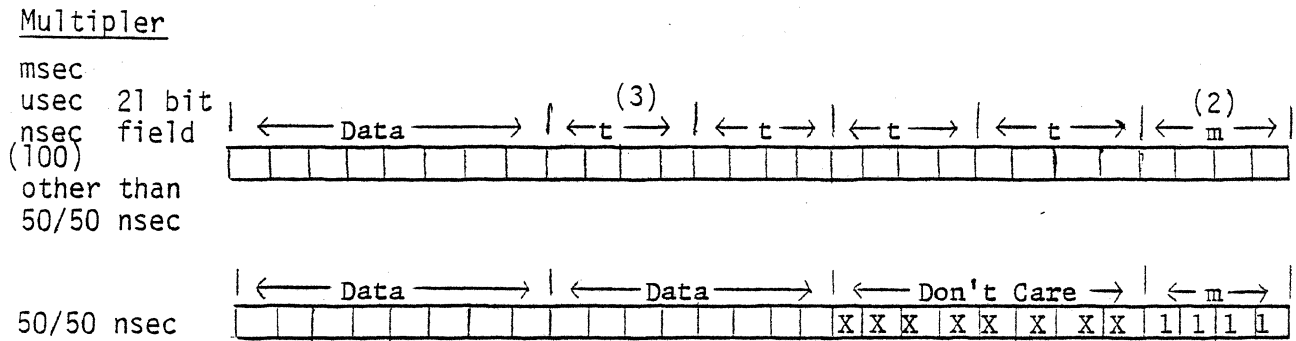 Multipler
msec
usec 21 bit (3) (2)
nsec field Data t t t t m
(100)
other than
50/50 nsec
Data Data Don't Care m
50/50 nsec X X X X X X X X 1 1 1 1